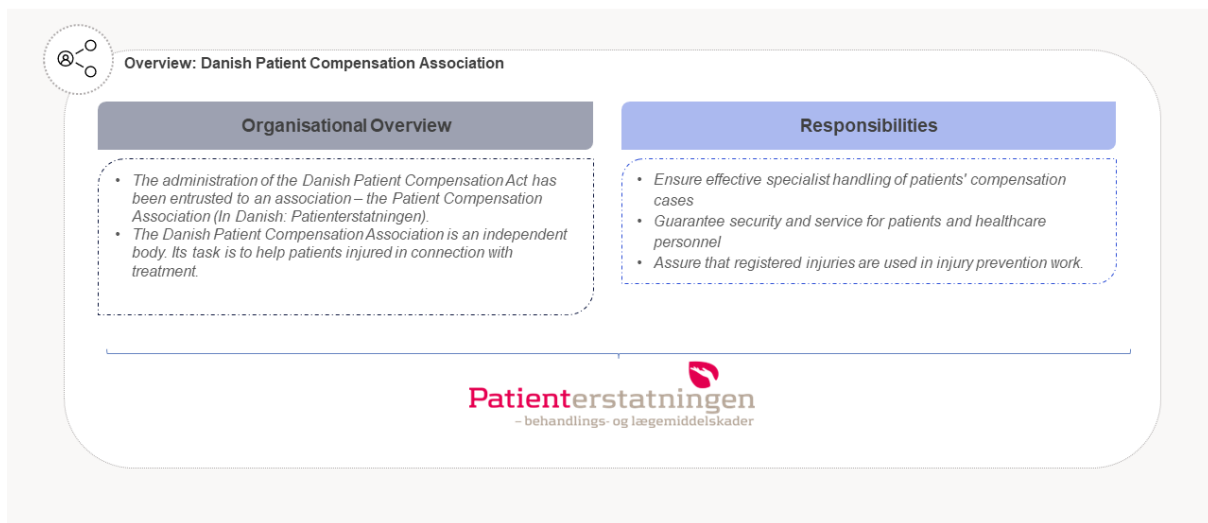 Overview: Danish Patient Compensation Association
Organisational Overview
• The administration of the Danish Patient Compensation Act has
been entrusted to an association – the Patient Compensation
Association (In Danish: Patienterstatningen).
• The Danish Patient Compensation Association is an independent
body. Its task is to help patients injured in connection with
treatment.
Responsibilities
• Ensure effective specialist handling of patients' compensation
cases
• Guarantee security and service for patients and healthcare
personnel
• Assure that registered injuries are used in injury prevention work.
Patienterstatningen
– behandlings- og lægemiddelskader